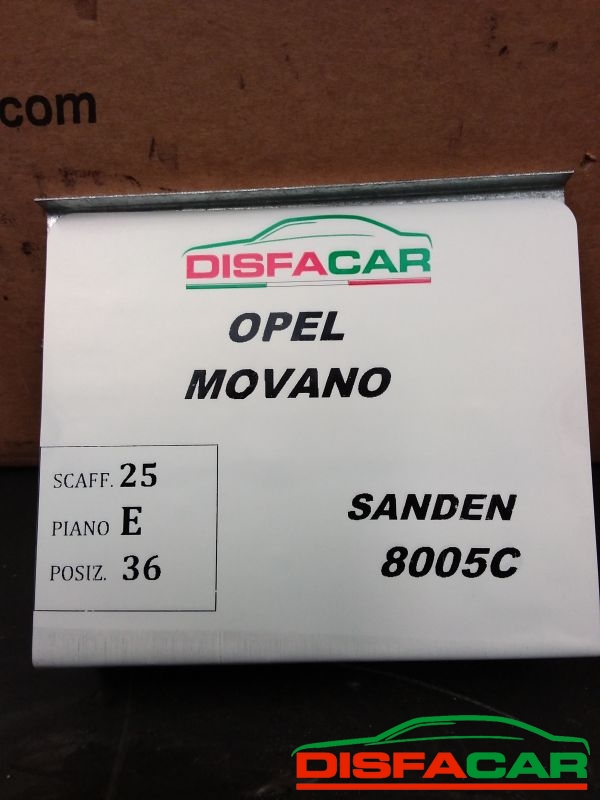 .com
DISFACAR
OPEL
MOVANO
SCAFF. 25
PIANO E
POSIZ. 36
SANDEN
8005C
DISFACAR